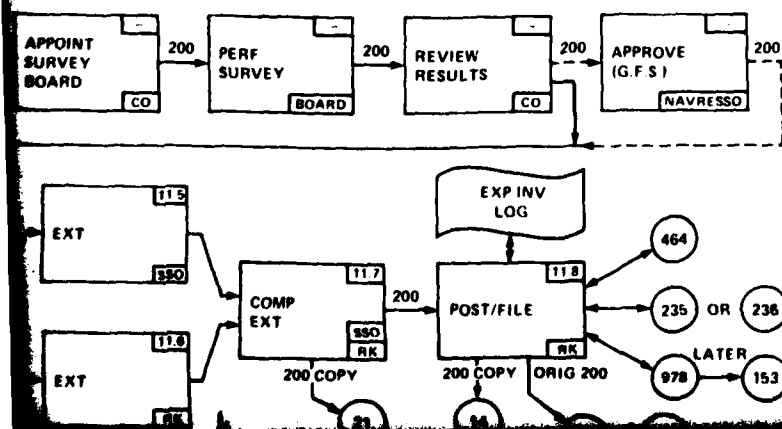 -
APPOINT
SURVEY
BOARD
CO
200
-
PERF
SURVEY
BOARD
200
-
REVIEW
RESULTS
CO
200
-
APPROVE
(G.F.S)
NAVRESSO
200
EXP INV
LOG
11.5
EXT
SSO
11.6
EXT
RK
11.7
COMP
EXT
SSO
RK
200
200 COPY
21
11.8
POST/FILE
RK
200 COPY
ORIG 200
464
235 OR 236
978
LATER
153